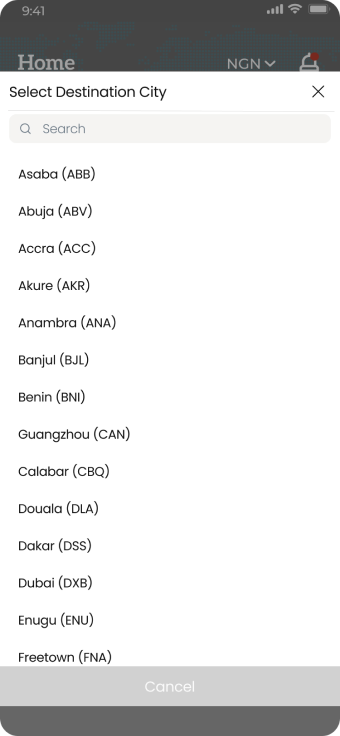 9:41
Home
NGN
Select Destination City
Search
Asaba (ABB)
Abuja (ABV)
Accra (ACC)
Akure (AKR)
Anambra (ANA)
Banjul (BJL)
Benin (BNI)
Guangzhou (CAN)
Calabar (CBQ)
Douala (DLA)
Dakar (DSS)
Dubai (DXB)
Enugu (ENU)
Freetown (FNA)
Cancel